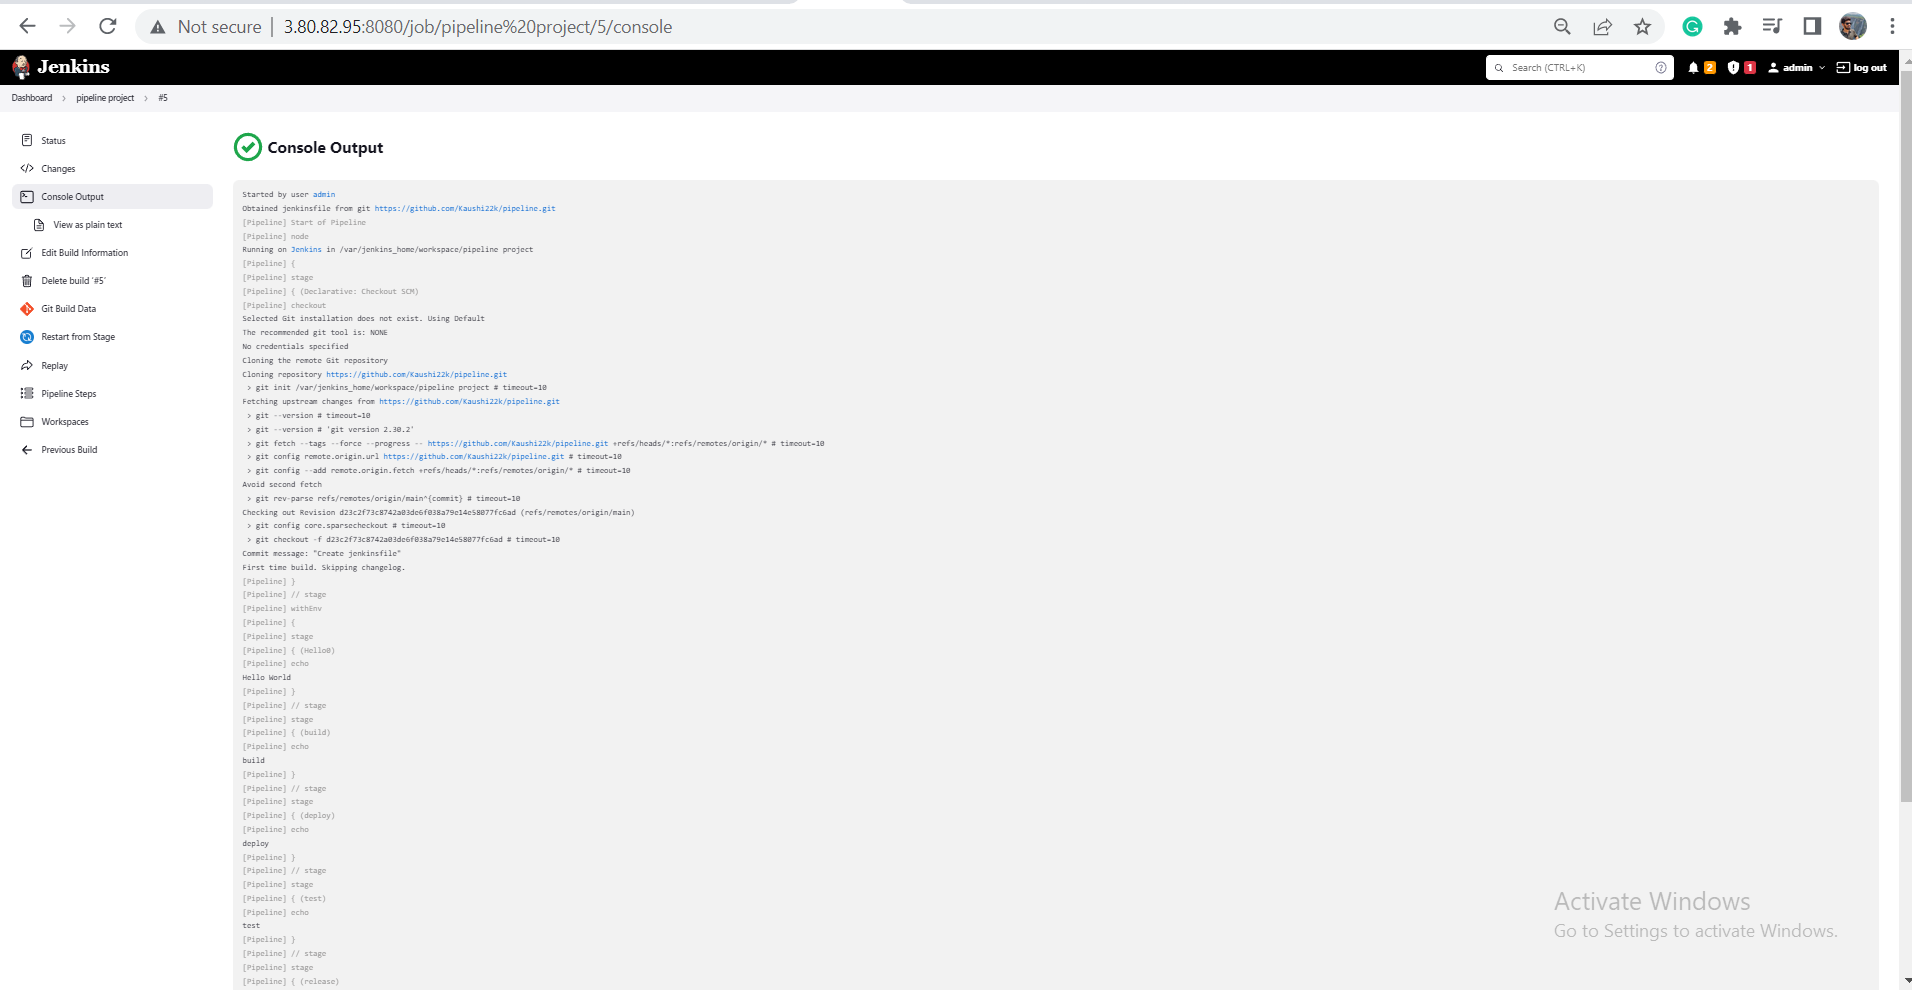 Not secure | 3.80.82.95:8080/job/pipeline%20project/5/console
Jenkins
Search (CTRL+K)
2
1
admin
log out
Dashboard > pipeline project > #5
Status
Changes
Console Output
View as plain text
Edit Build Information
Delete build '#5'
Git Build Data
Restart from Stage
Replay
Pipeline Steps
Workspaces
Previous Build
Console Output
Started by user admin
Obtained jenkinsfile from git https://github.com/Kaushi22k/pipeline.git
[Pipeline] Start of Pipeline
[Pipeline] node
Running on Jenkins in /var/jenkins_home/workspace/pipeline project
[Pipeline] {
[Pipeline] stage
[Pipeline] { (Declarative: Checkout SCM)
[Pipeline] checkout
Selected Git installation does not exist. Using Default
The recommended git tool is: NONE
No credentials specified
Cloning the remote Git repository
Cloning repository https://github.com/Kaushi22k/pipeline.git
> git init /var/jenkins_home/workspace/pipeline project # timeout=10
Fetching upstream changes from https://github.com/Kaushi22k/pipeline.git
> git --version # timeout=10
> git --version # 'git version 2.30.2'
> git fetch --tags --force --progress -- https://github.com/Kaushi22k/pipeline.git +refs/heads/*:refs/remotes/origin/* # timeout=10
> git config remote.origin.url https://github.com/Kaushi22k/pipeline.git # timeout=10
> git config --add remote.origin.fetch +refs/heads/*:refs/remotes/origin/* # timeout=10
Avoid second fetch
> git rev-parse refs/remotes/origin/main^{commit} # timeout=10
Checking out Revision d23c2f73c8742a03de6f038a79e14e58077fc6ad (refs/remotes/origin/main)
> git config core.sparsecheckout # timeout=10
> git checkout -f d23c2f73c8742a03de6f038a79e14e58077fc6ad # timeout=10
Commit message: "Create jenkinsfile"
First time build. Skipping changelog.
[Pipeline] }
[Pipeline] // stage
[Pipeline] withEnv
[Pipeline] {
[Pipeline] stage
[Pipeline] { (Hello0)
[Pipeline] echo
Hello World
[Pipeline] }
[Pipeline] // stage
[Pipeline] stage
[Pipeline] { (build)
[Pipeline] echo
build
[Pipeline] }
[Pipeline] // stage
[Pipeline] stage
[Pipeline] { (deploy)
[Pipeline] echo
deploy
[Pipeline] }
[Pipeline] // stage
[Pipeline] stage
[Pipeline] { (test)
[Pipeline] echo
test
[Pipeline] }
[Pipeline] // stage
[Pipeline] stage
[Pipeline] { (release)
Activate Windows
Go to Settings to activate Windows.